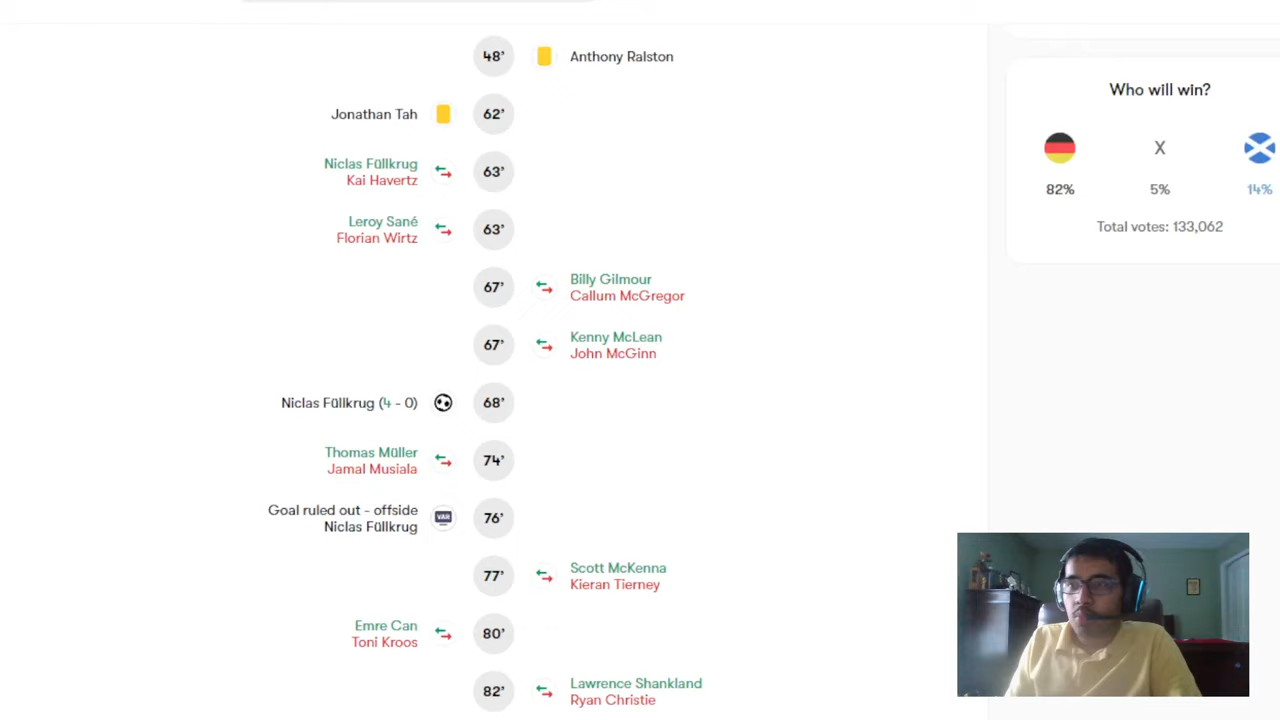 48'
Anthony Ralston
Jonathan Tah
62'
Niclas Füllkrug
Kai Havertz
63'
Leroy Sané
Florian Wirtz
63'
67'
Billy Gilmour
Callum McGregor
67'
Kenny McLean
John McGinn
Niclas Füllkrug (4 - 0)
68'
Thomas Müller
Jamal Musiala
74'
Goal ruled out - offside
Niclas Füllkrug
VAR
76'
77'
Scott McKenna
Kieran Tierney
Emre Can
Toni Kroos
80'
82'
Lawrence Shankland
Ryan Christie
Who will win?
X
82%
5%
14%
Total votes: 133,062